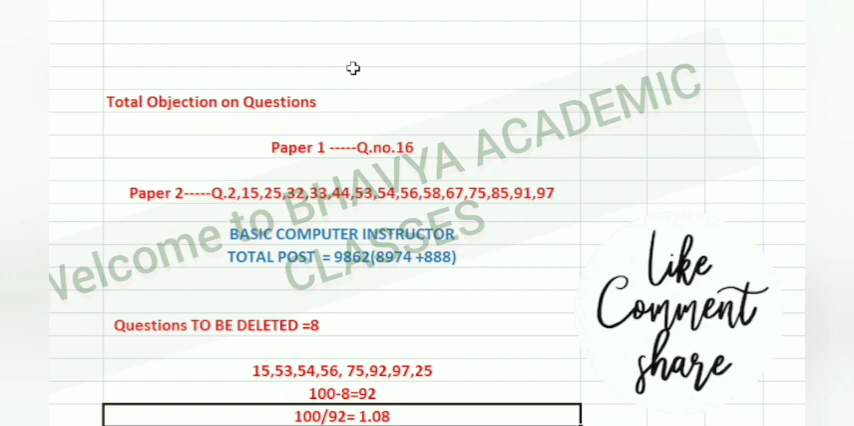 Total Objection on Questions
Paper 1 -----Q.no.16
Paper 2-----Q.2,15,25,32,33,44,53,54,56,58,67,75,85,91,97
Welcome to BHAVYA ACADEMIC
CLASSES
BASIC COMPUTER INSTRUCTOR
TOTAL POST = 9862(8974 +888)
Like
Comment
share
Questions TO BE DELETED =8
15,53,54,56, 75,92,97,25
100-8=92
100/92= 1.08